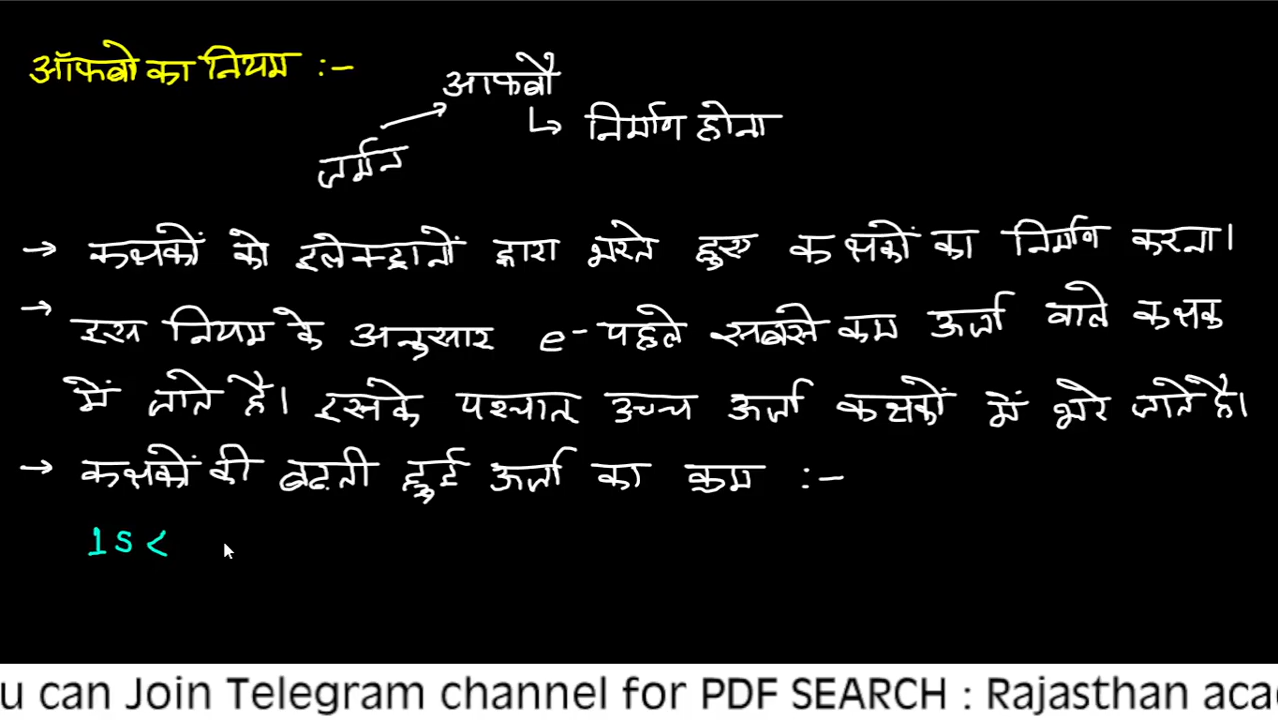 ऑफबो का नियम :-
आफबौ
↳ निर्माण होना
जर्मन
→ कक्षकों को इलेक्ट्रानों द्वारा भरते हुए कक्षकों का निर्माण करना।
→ इस नियम के अनुसार e- पहले सबसे कम ऊर्जा वाले कक्षक
में जाते है। इसके पश्चात उच्च ऊर्जा कक्षकों में भरे जाते है।
→ कक्षकों की बढ़ती हुई ऊर्जा का क्रम :-
1s <
u can Join Telegram channel for PDF SEARCH : Rajasthan aca